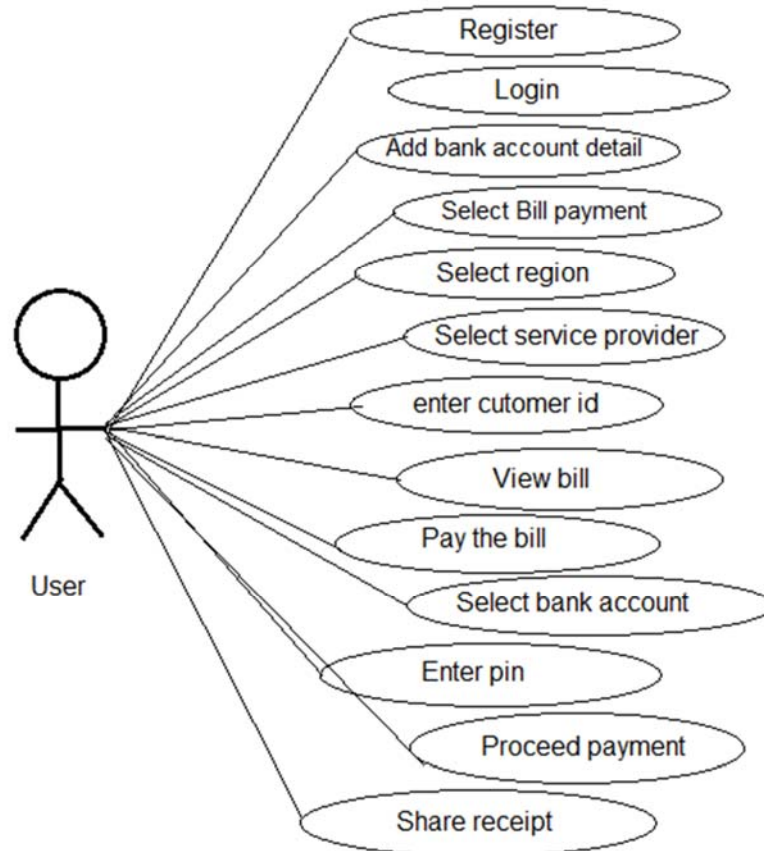 Register
Login
Add bank account detail
Select Bill payment
Select region
Select service provider
enter cutomer id
View bill
Pay the bill
User
Select bank account
Enter pin
Proceed payment
Share receipt